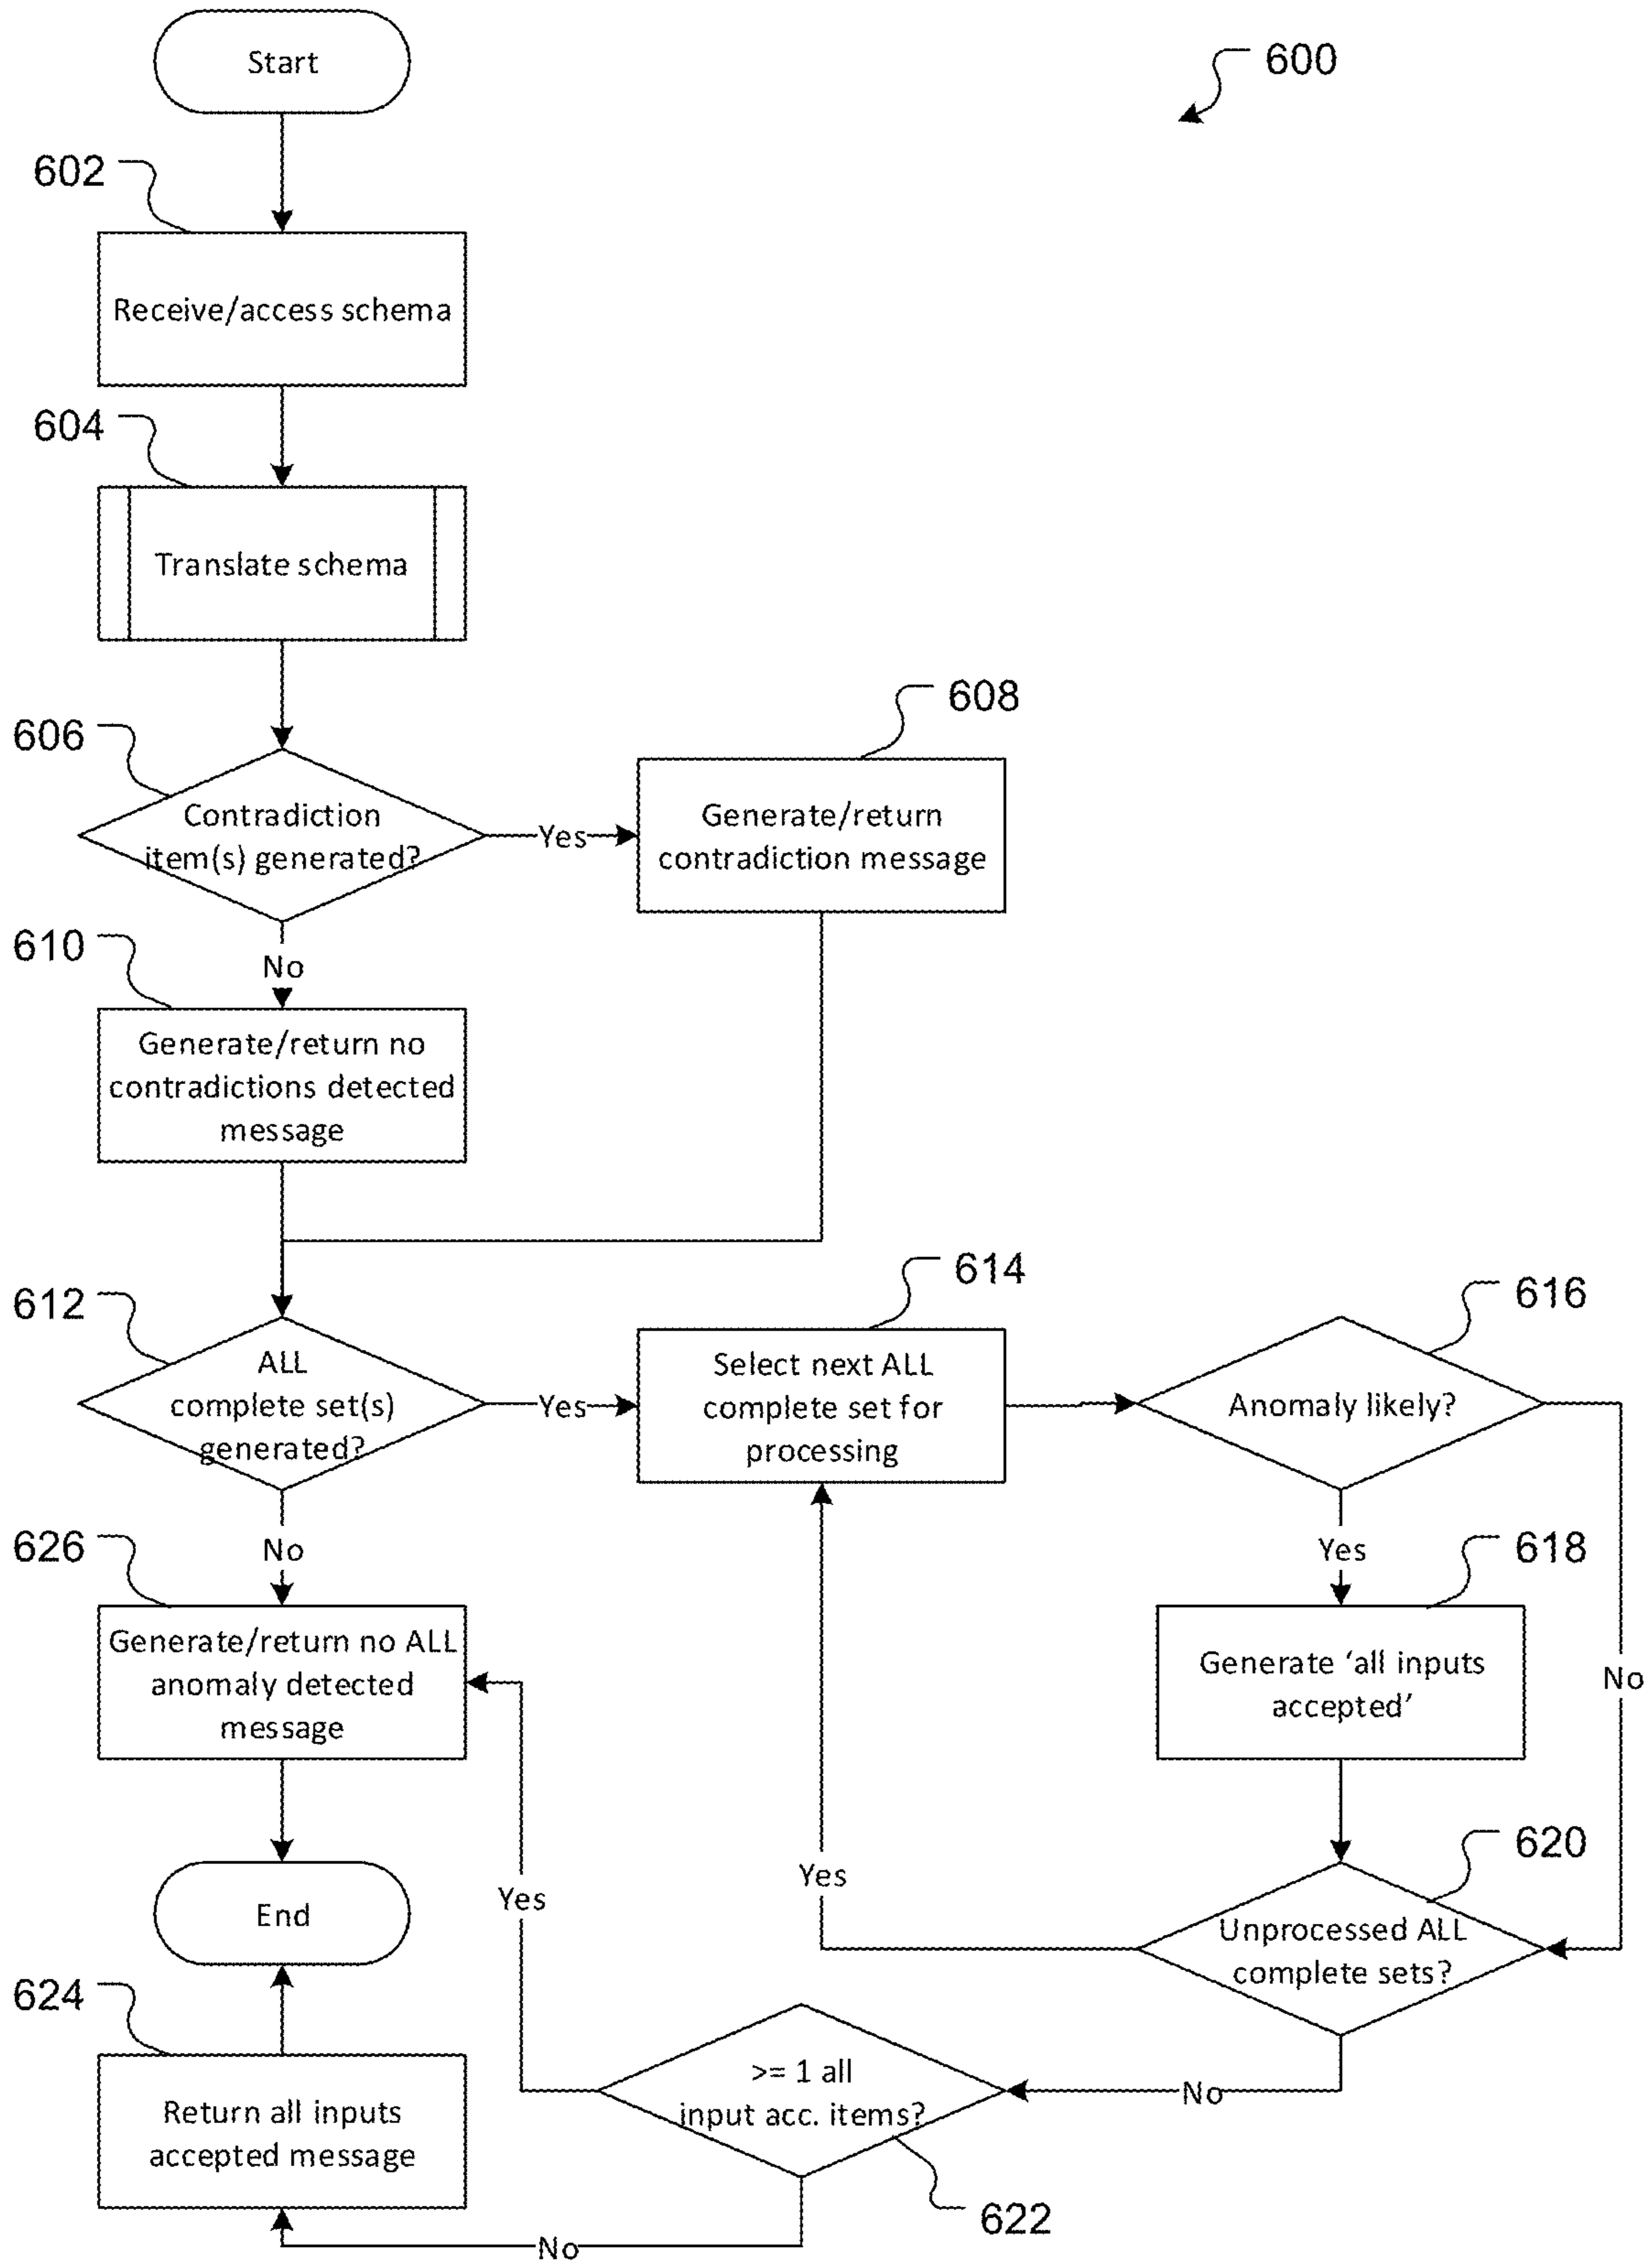 Start
600
602
Receive/access schema
604
Translate schema
606
Contradiction
item(s) generated?
Yes
608
Generate/return
contradiction message
No
610
Generate/return no
contradictions detected
message
612
ALL
complete set(s)
generated?
Yes
614
Select next ALL
complete set for
processing
616
Anomaly likely?
Yes
No
618
Generate ‘all inputs
accepted’
620
Unprocessed ALL
complete sets?
Yes
No
No
626
Generate/return no ALL
anomaly detected
message
Yes
End
622
>= 1 all
input acc. items?
No
624
Return all inputs
accepted message